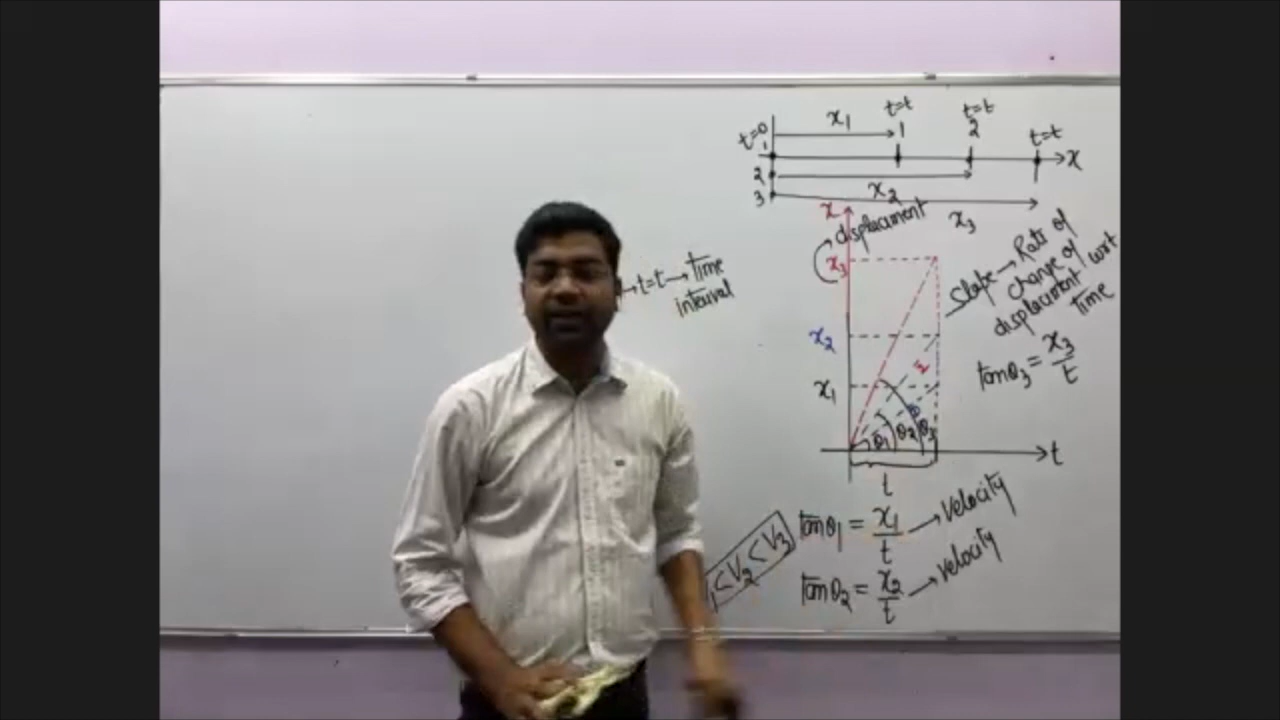 t=t
t=t
t=t
t=0
x1
1
2
1
x
2
x2
3
x3
x
displacement
x3
→t=t→Time
interval
Slope→Rate of
change of
displacement wrt
time
x2
tanθ3 = x3/t
x1
θ1 θ2 θ3
t
t
tanθ1 = x1/t →velocity
<V2<V3
tanθ2 = x2/t →velocity